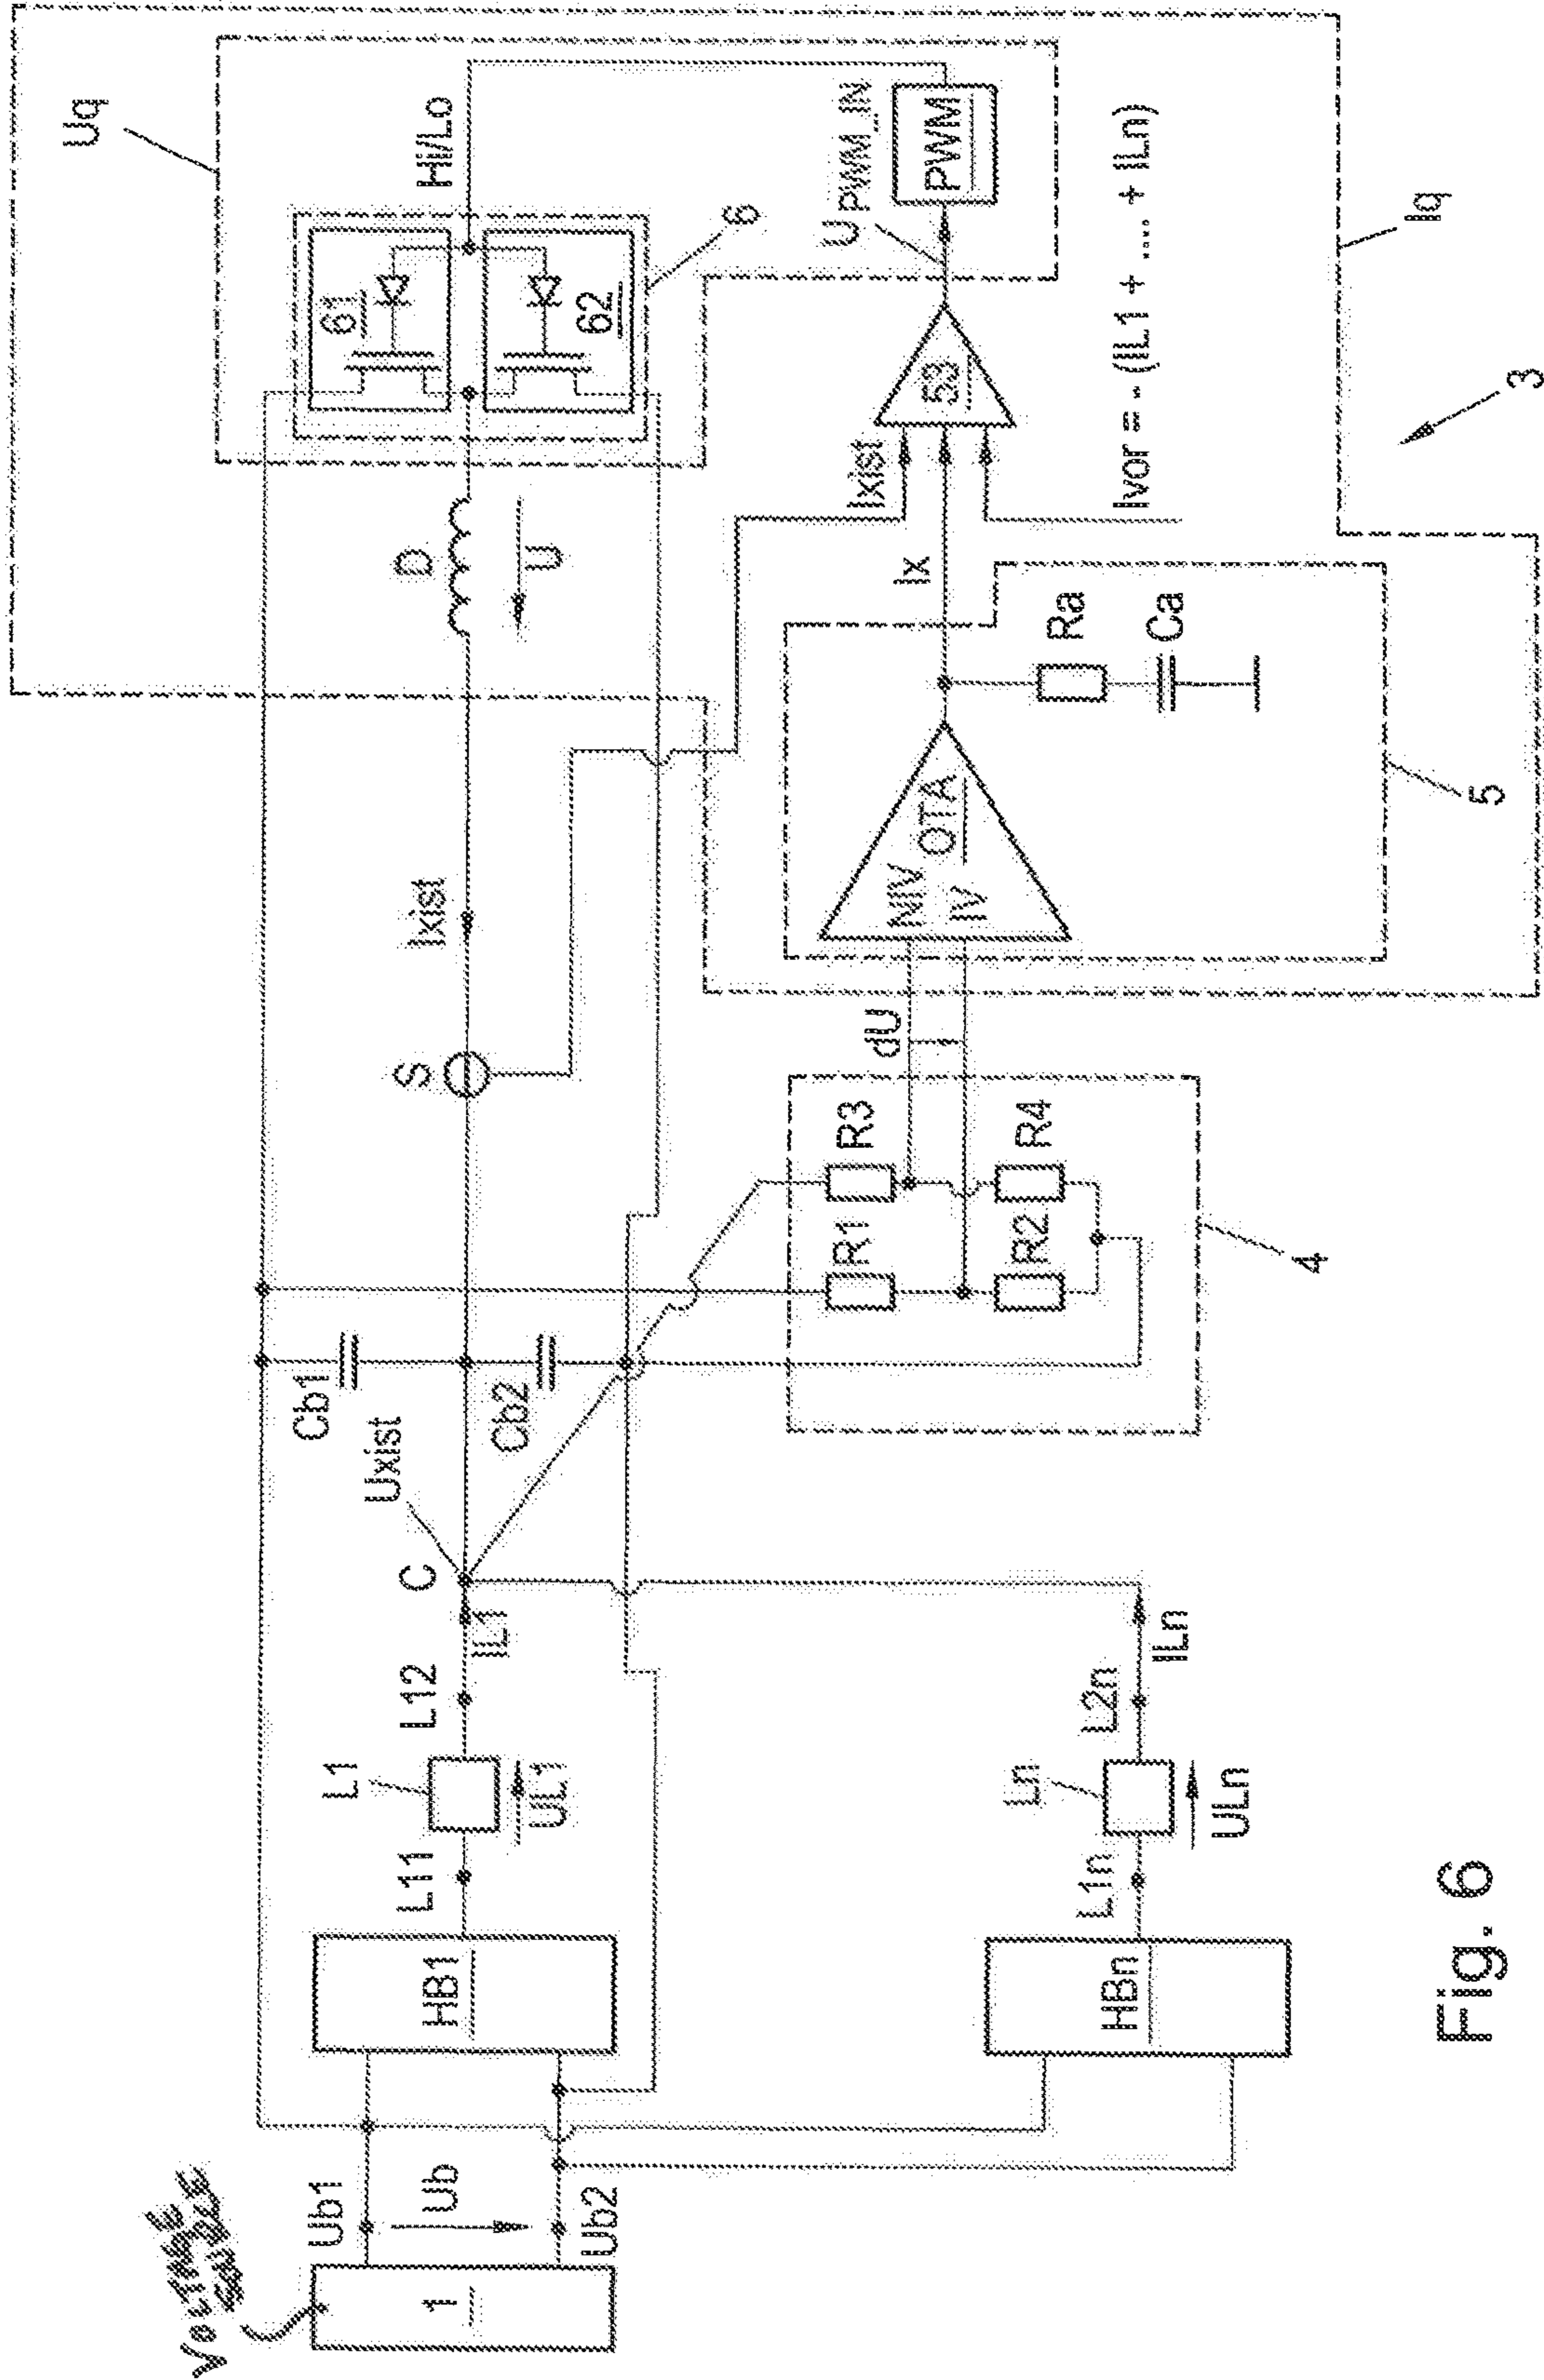 VOLTAGE
SOURCE
1
Ub1
Ub
Ub2
HB1
L11
L1
UL1
L12
IL1
C
Uxist
Cb1
Cb2
S
Ixist
D
U
Uq
61
62
6
HI/Lo
HBn
L1n
Ln
ULn
L2n
ILn
R1
R3
R2
R4
4
dU
NIV
OTA
IV
Ra
Ca
5
Ix
Ixist
53
Ivor = - (IL1 + .... + ILn)
UPWM_IN
PWM
Iq
3
Fig. 6